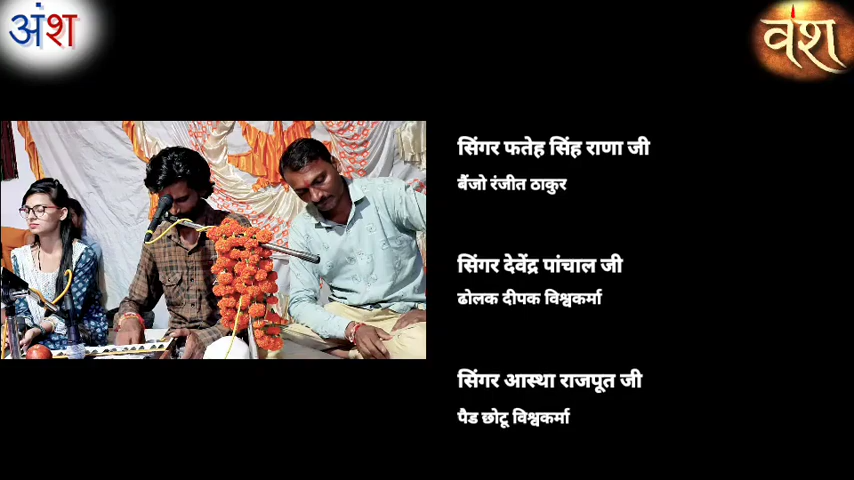 अंश
वंश
सिंगर फतेह सिंह राणा जी
बैंजो रंजीत ठाकुर
सिंगर देवेंद्र पांचाल जी
ढोलक दीपक विश्वकर्मा
सिंगर आस्था राजपूत जी
पैड छोटू विश्वकर्मा